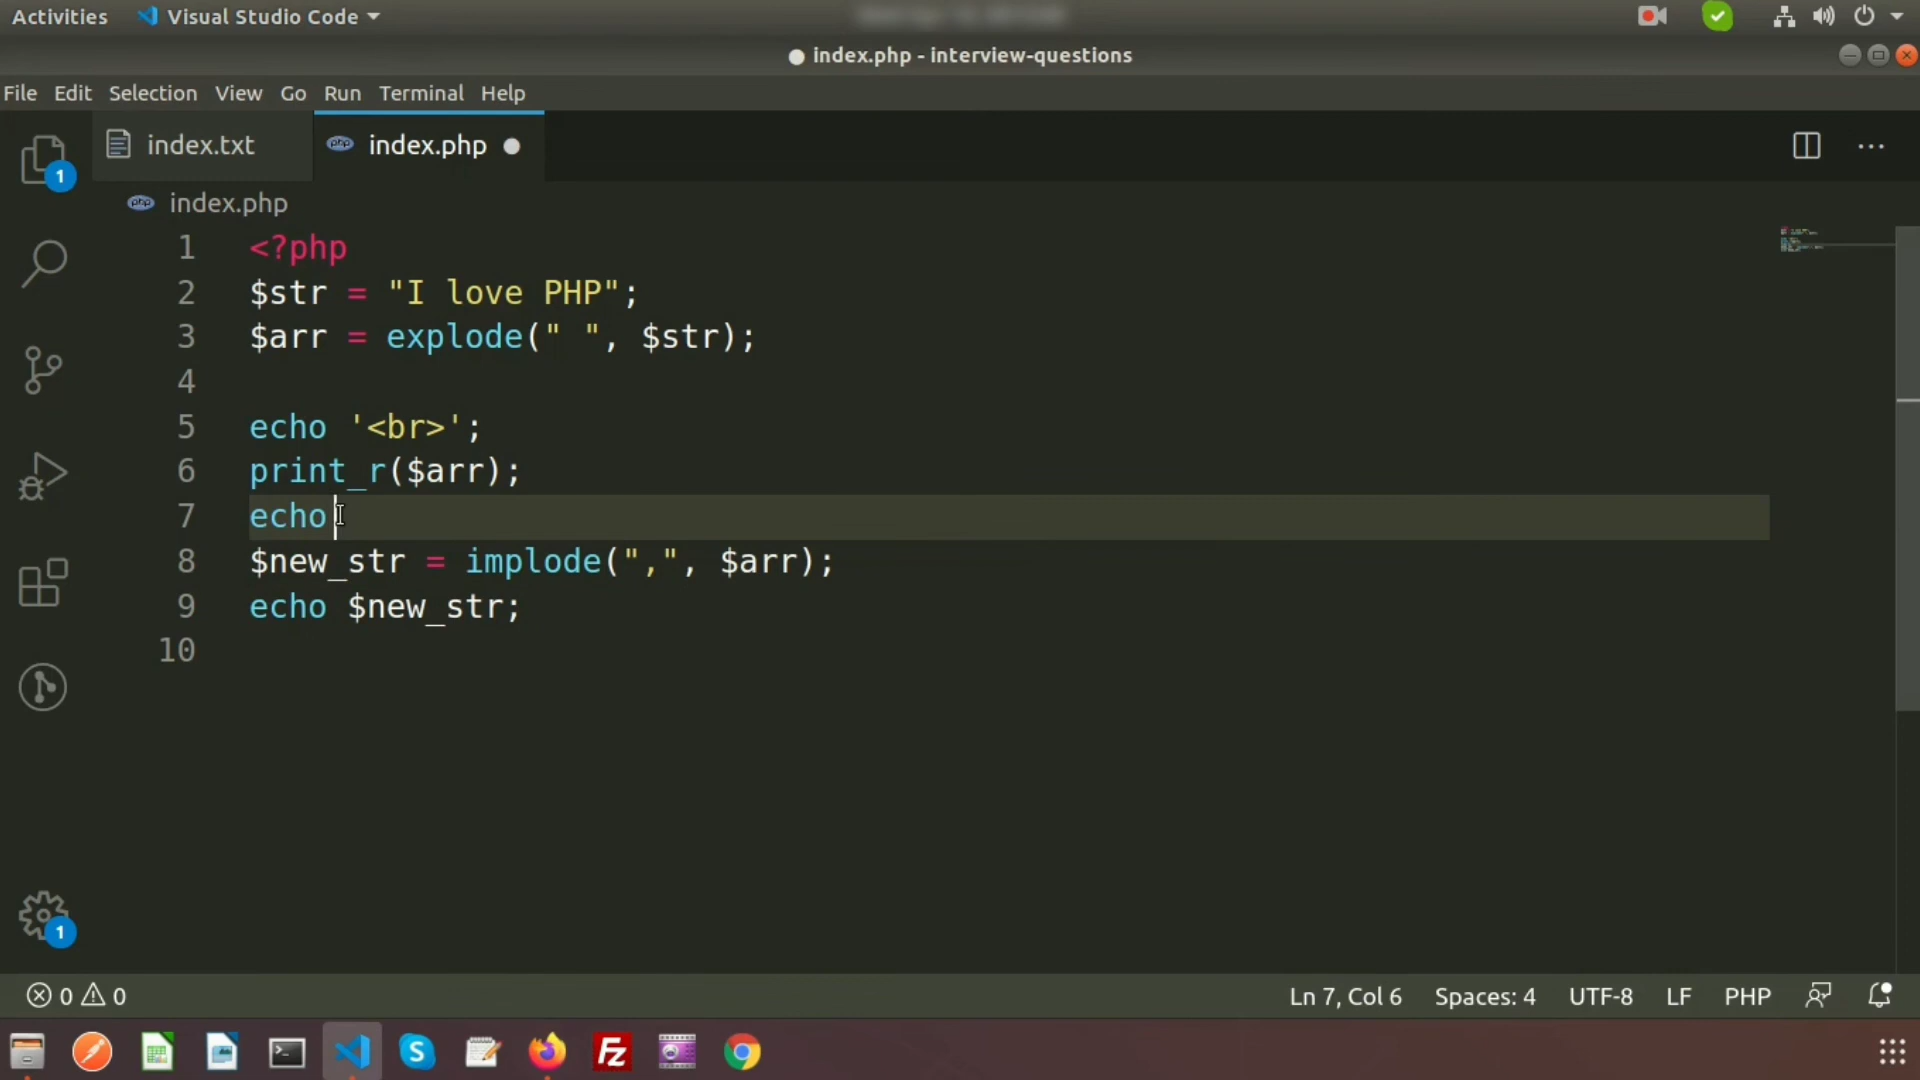 Activities
Visual Studio Code
index.php - interview-questions
File Edit Selection View Go Run Terminal Help
index.txt
index.php
1
index.php
1 <?php
2 $str = "I love PHP";
3 $arr = explode(" ", $str);
4
5 echo '<br>';
6 print_r($arr);
7 echo
8 $new_str = implode(",", $arr);
9 echo $new_str;
10
1
0 0
Ln 7, Col 6 Spaces: 4 UTF-8 LF PHP